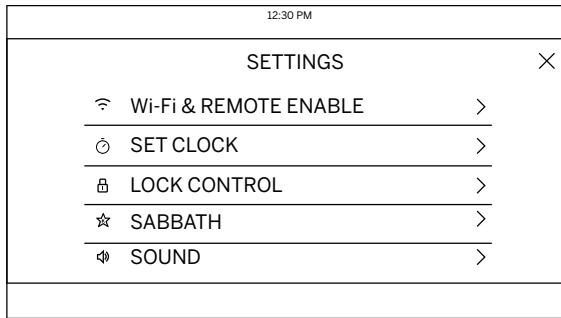 12:30 PM
SETTINGS
Wi-Fi & REMOTE ENABLE
SET CLOCK
LOCK CONTROL
SABBATH
SOUND